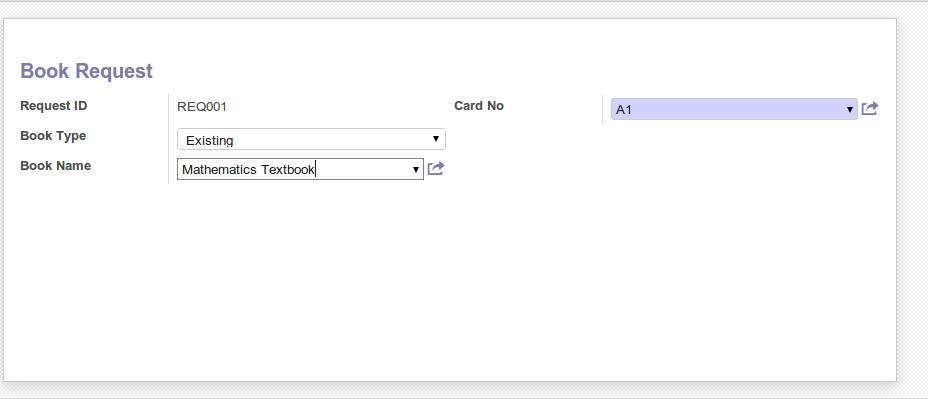 Book Request
Request ID REQ001 Card No A1
Book Type Existing
Book Name Mathematics Textbook